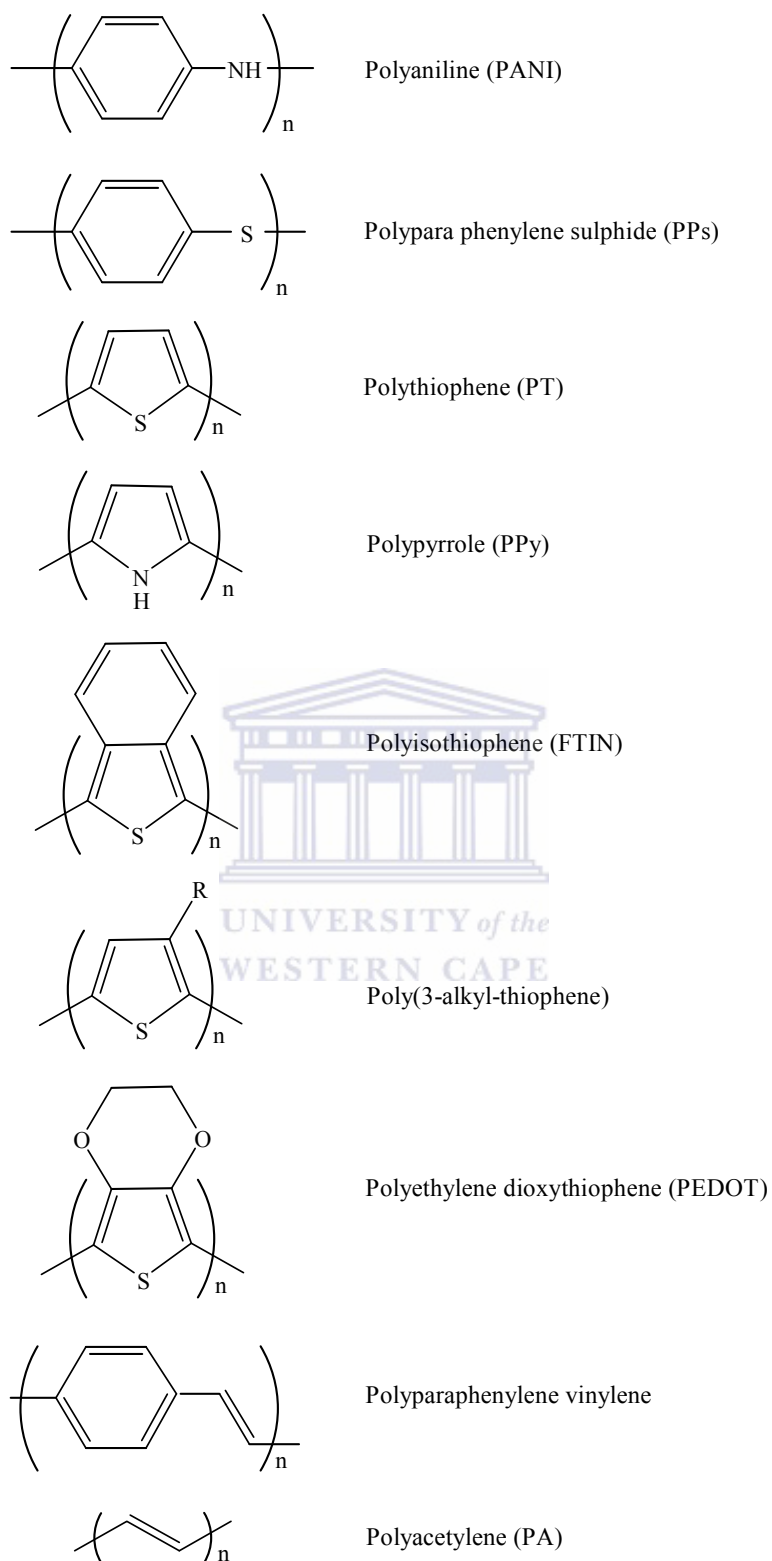 NH
n
Polyaniline (PANI)
S
n
Polypara phenylene sulphide (PPs)
S
n
Polythiophene (PT)
N
H
n
Polypyrrole (PPy)
Polyisothiophene (FTIN)
S
n
UNIVERSITY of the
WESTERN CAPE
R
S
n
Poly(3-alkyl-thiophene)
O
O
S
n
Polyethylene dioxythiophene (PEDOT)
n
Polyparaphenylene vinylene
n
Polyacetylene (PA)